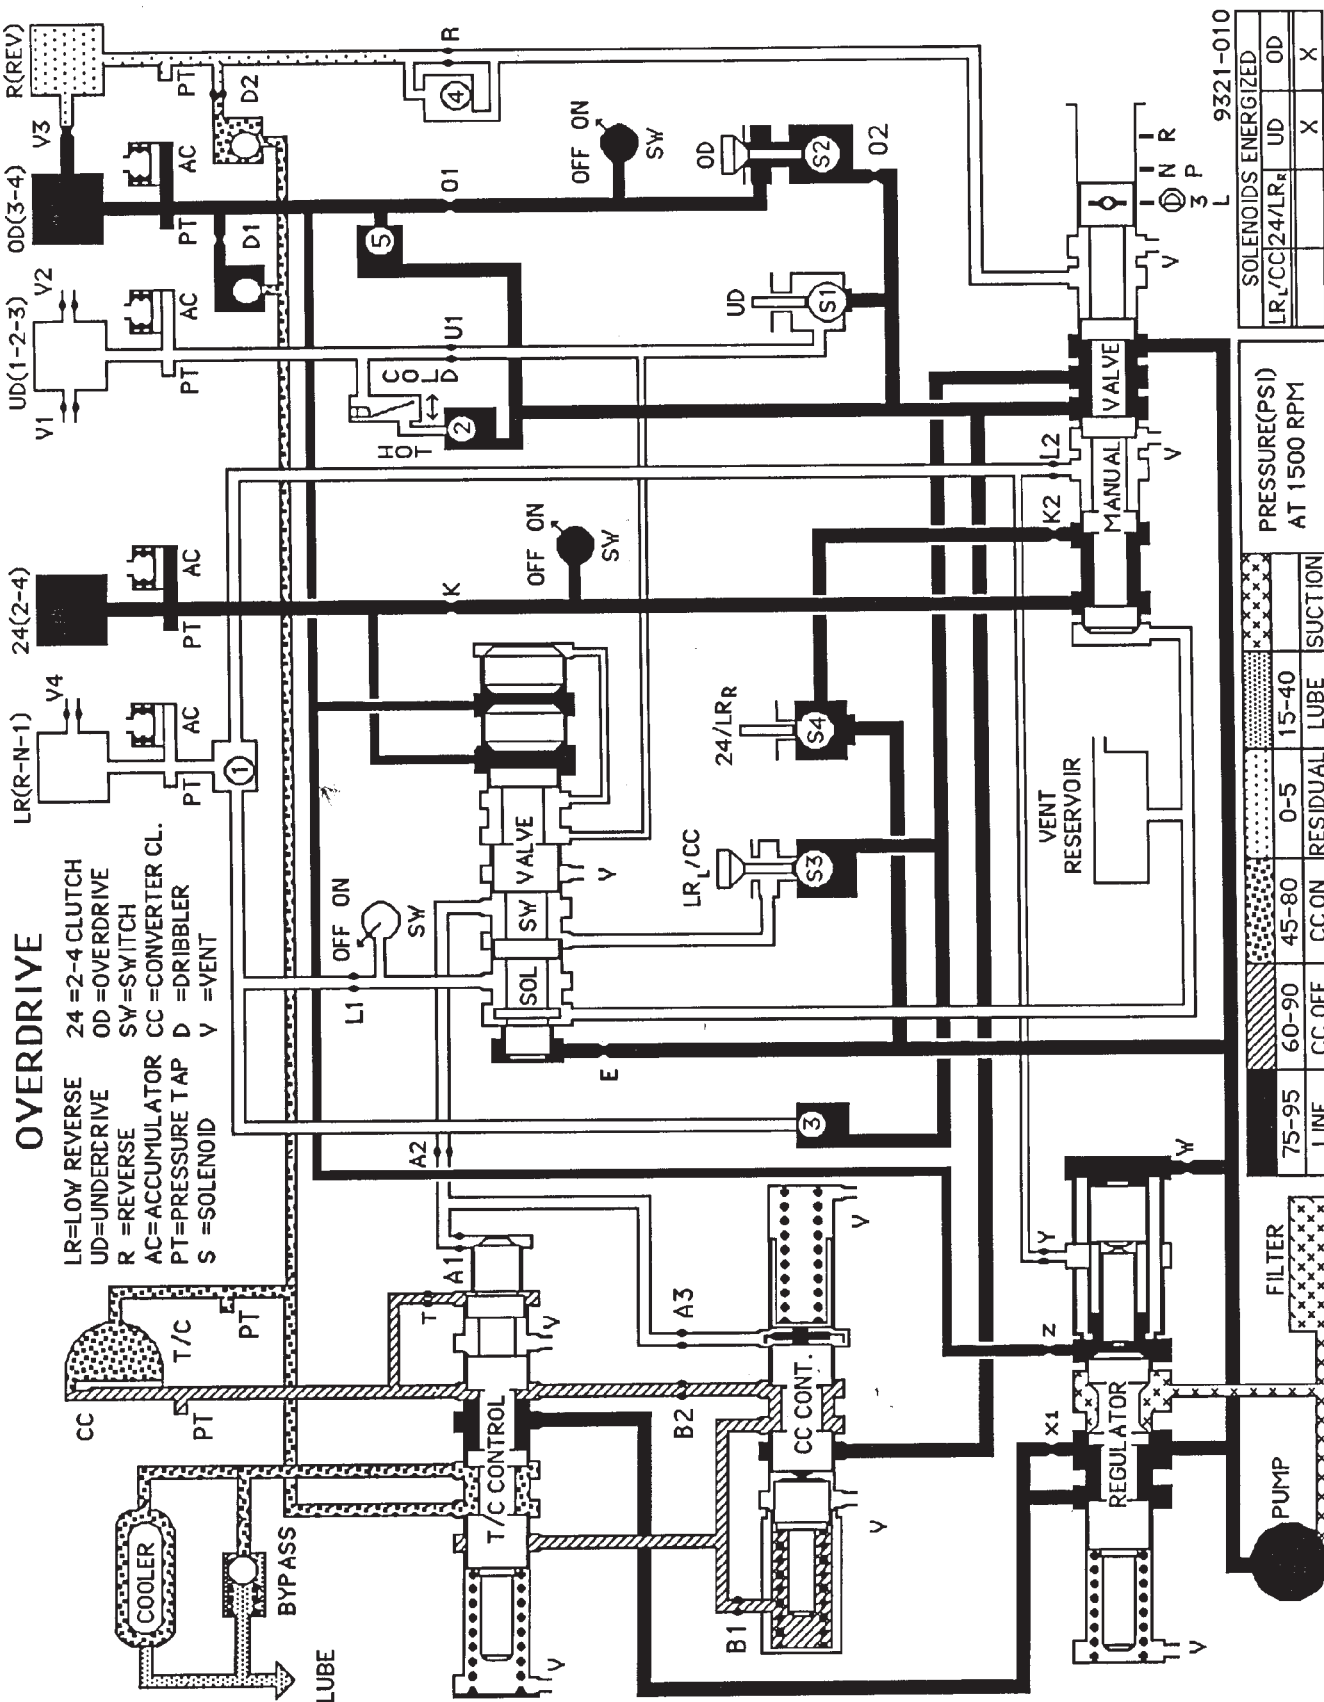 OVERDRIVE
LR=LOW REVERSE 24 =2-4 CLUTCH
UD=UNDERDRIVE OD =OVERDRIVE
R =REVERSE SW=SWITCH
AC=ACCUMULATOR CC =CONVERTER CL.
PT=PRESSURE TAP D =DRIBBLER
S =SOLENOID V =VENT
LR(R-N-1)
24(2-4)
UD(1-2-3)
OD(3-4)
R(REV)
V4
V1
V2
V3
PT
AC
PT
AC
PT
AC
PT
AC
PT
D1
D2
CC
T/C
PT
PT
COOLER
BYPASS
LUBE
1
L1
OFF ON
SW
K
OFF ON
SW
HOT
COLD
2
U1
5
O1
OFF ON
SW
4
R
T/C CONTROL
V
V
T
A1
A2
E
SOL
SW
VALVE
V
B1
B2
A3
CC CONT.
V
V
3
LRL/CC
S3
24/LRR
S4
UD
S1
OD
S2
O2
VENT
RESERVOIR
K2
L2
MANUAL
VALVE
V
V
D N R
3 P
L
X1
Z
Y
W
REGULATOR
V
PUMP
FILTER
75-95
LINE
60-90
CC OFF
45-80
CC ON
0-5
RESIDUAL
15-40
LUBE
SUCTION
PRESSURE(PSI)
AT 1500 RPM
9321-010
SOLENOIDS ENERGIZED
LRL/CC 24/LRR UD OD
X X